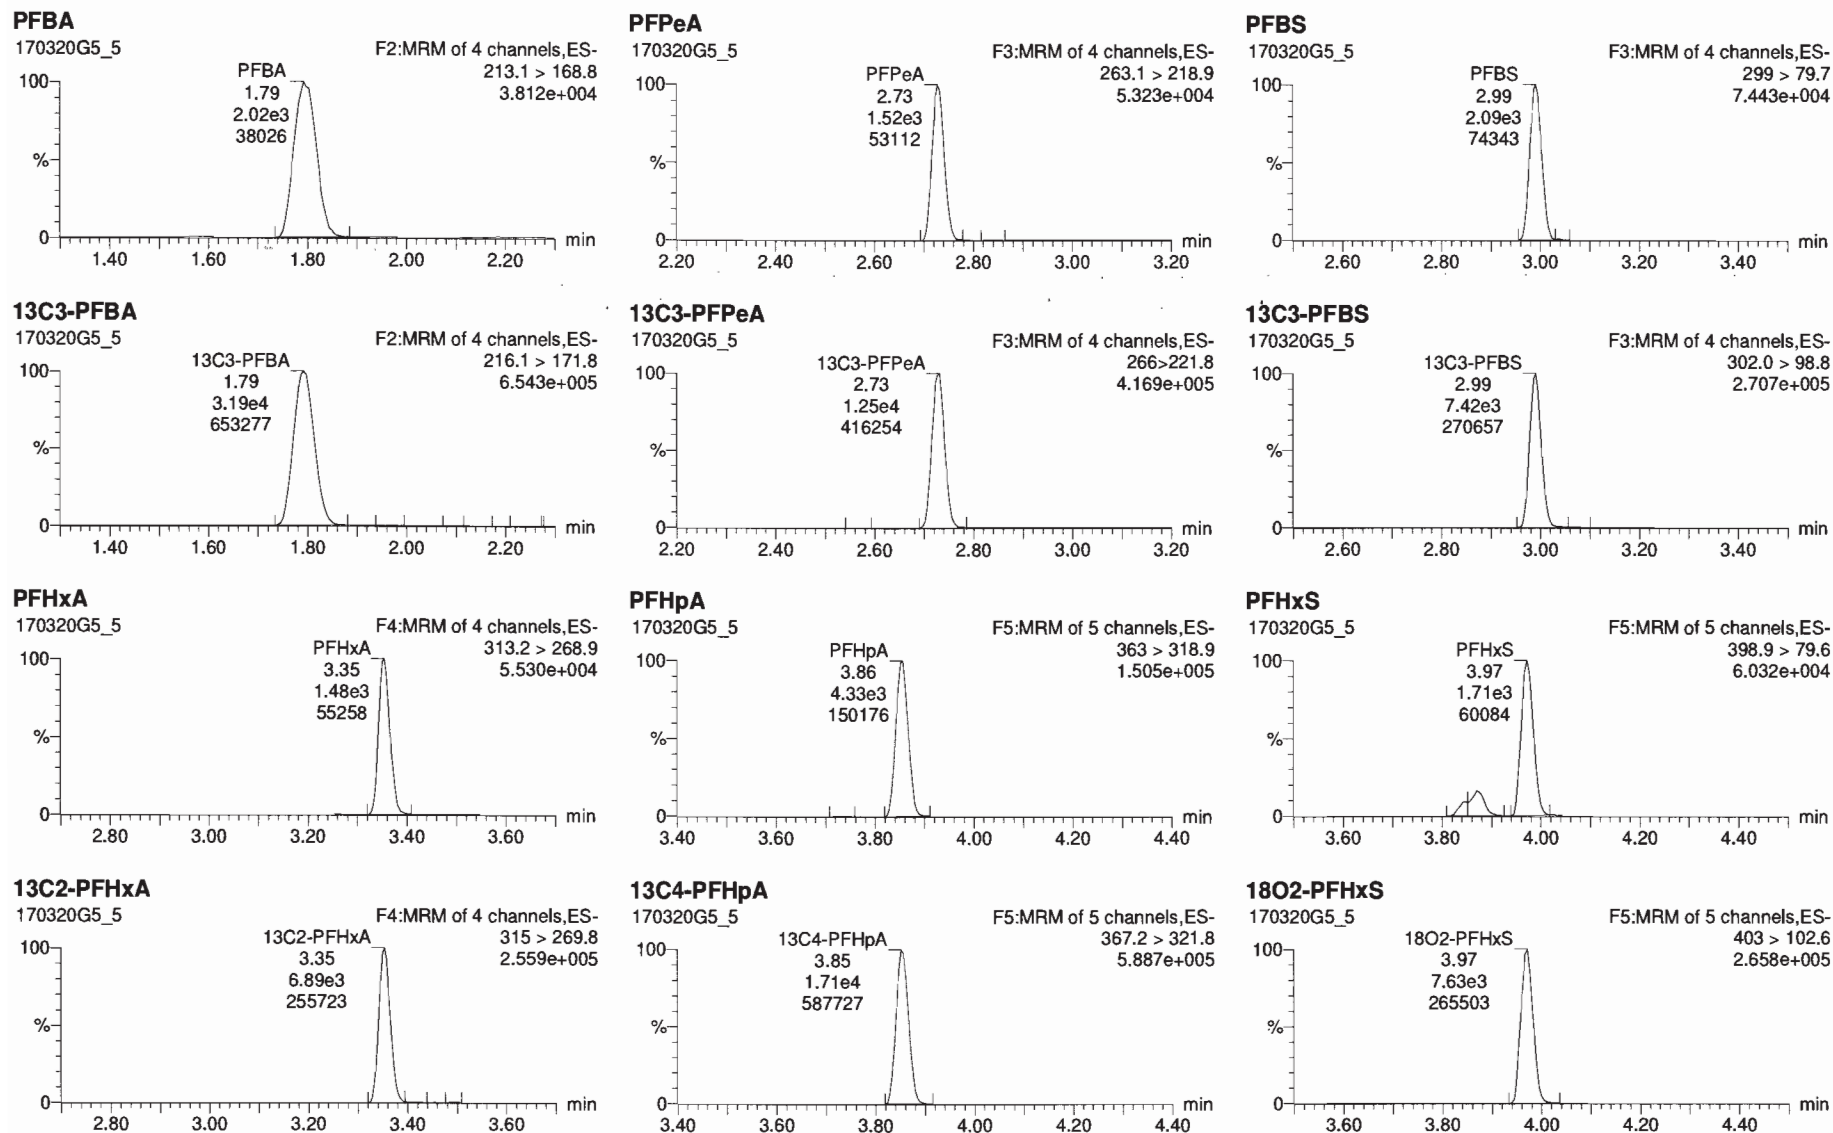 PFBA
170320G5_5
F2:MRM of 4 channels,ES-
213.1 > 168.8
3.812e+004
PFBA
1.79
2.02e3
38026
100
%
0
min
1.40 1.60 1.80 2.00 2.20
PFPeA
170320G5_5
F3:MRM of 4 channels,ES-
263.1 > 218.9
5.323e+004
PFPeA
2.73
1.52e3
53112
100
%
0
min
2.20 2.40 2.60 2.80 3.00 3.20
PFBS
170320G5_5
F3:MRM of 4 channels,ES-
299 > 79.7
7.443e+004
PFBS
2.99
2.09e3
74343
100
%
0
min
2.60 2.80 3.00 3.20 3.40
13C3-PFBA
170320G5_5
F2:MRM of 4 channels,ES-
216.1 > 171.8
6.543e+005
13C3-PFBA
1.79
3.19e4
653277
100
%
0
min
1.40 1.60 1.80 2.00 2.20
13C3-PFPeA
170320G5_5
F3:MRM of 4 channels,ES-
266>221.8
4.169e+005
13C3-PFPeA
2.73
1.25e4
416254
100
%
0
min
2.20 2.40 2.60 2.80 3.00 3.20
13C3-PFBS
170320G5_5
F3:MRM of 4 channels,ES-
302.0 > 98.8
2.707e+005
13C3-PFBS
2.99
7.42e3
270657
100
%
0
min
2.60 2.80 3.00 3.20 3.40
PFHxA
170320G5_5
F4:MRM of 4 channels,ES-
313.2 > 268.9
5.530e+004
PFHxA
3.35
1.48e3
55258
100
%
0
min
2.80 3.00 3.20 3.40 3.60
PFHpA
170320G5_5
F5:MRM of 5 channels,ES-
363 > 318.9
1.505e+005
PFHpA
3.86
4.33e3
150176
100
%
0
min
3.40 3.60 3.80 4.00 4.20 4.40
PFHxS
170320G5_5
F5:MRM of 5 channels,ES-
398.9 > 79.6
6.032e+004
PFHxS
3.97
1.71e3
60084
100
%
0
min
3.60 3.80 4.00 4.20 4.40
13C2-PFHxA
170320G5_5
F4:MRM of 4 channels,ES-
315 > 269.8
2.559e+005
13C2-PFHxA
3.35
6.89e3
255723
100
%
0
min
2.80 3.00 3.20 3.40 3.60
13C4-PFHpA
170320G5_5
F5:MRM of 5 channels,ES-
367.2 > 321.8
5.887e+005
13C4-PFHpA
3.85
1.71e4
587727
100
%
0
min
3.40 3.60 3.80 4.00 4.20 4.40
18O2-PFHxS
170320G5_5
F5:MRM of 5 channels,ES-
403 > 102.6
2.658e+005
18O2-PFHxS
3.97
7.63e3
265503
100
%
0
min
3.60 3.80 4.00 4.20 4.40